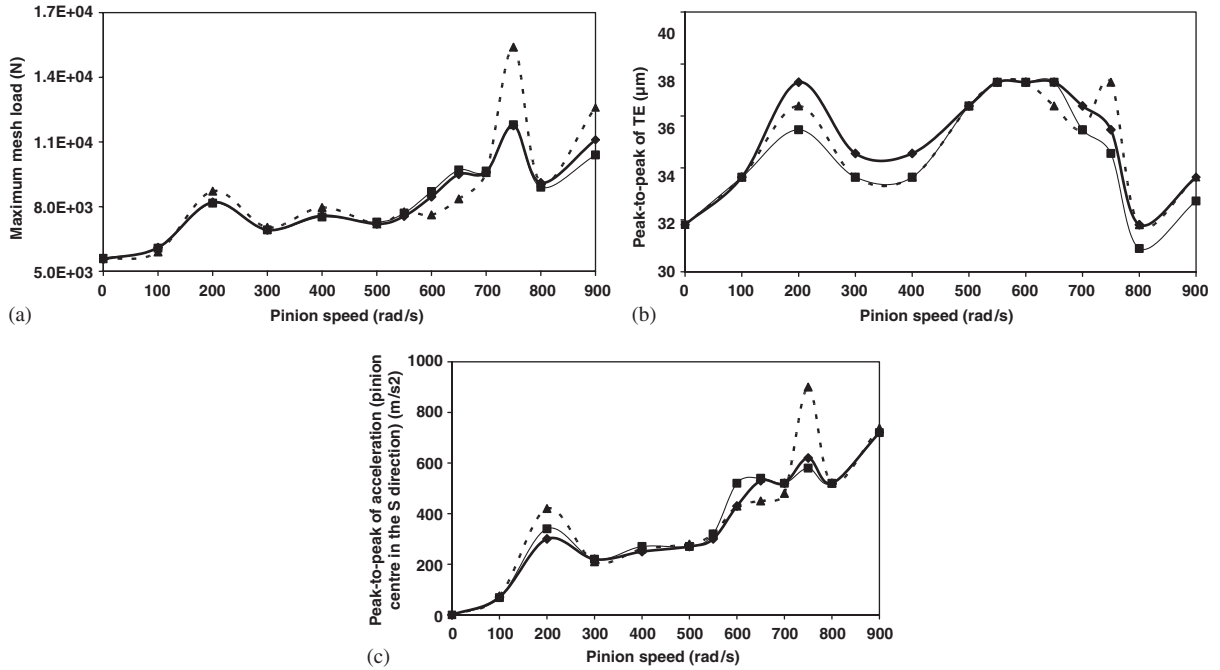 1.7E+04
1.4E+04
1.1E+04
8.0E+03
5.0E+03
Maximum mesh load (N)
0 100 200 300 400 500 600 700 800 900
Pinion speed (rad/s)
(a)
40
36
34
32
30
Peak-to-peak of TE (μm)
0 100 200 300 400 500 600 700 800 900
Pinion speed (rad/s)
(b)
1000
800
600
400
200
0
Peak-to-peak of acceleration (pinion
centre in the S direction) (m/s2)
0 100 200 300 400 500 600 700 800 900
Pinion speed (rad/s)
(c)